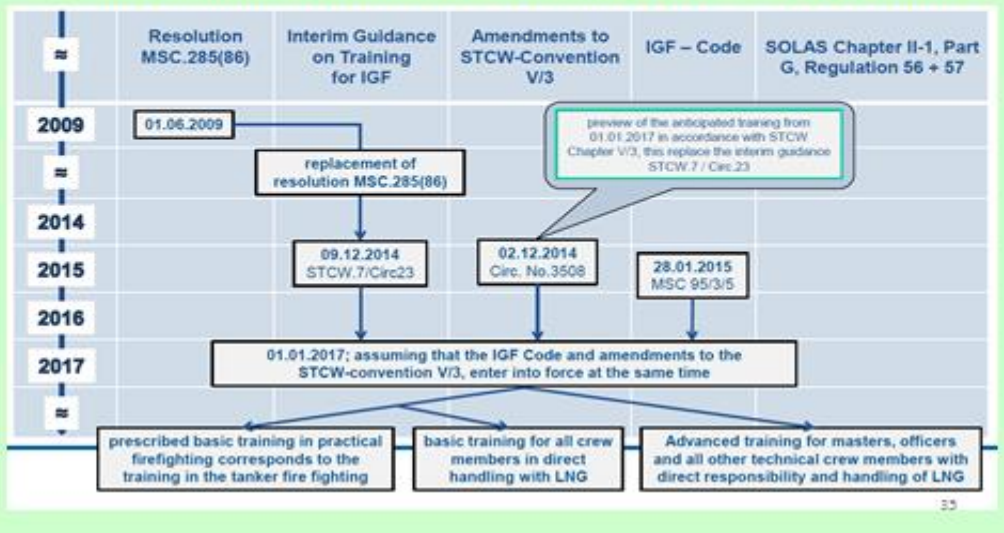 ≈
Resolution
MSC.285(86)
Interim Guidance
on Training
for IGF
Amendments to
STCW-Convention
V/3
IGF – Code
SOLAS Chapter II-1, Part
G, Regulation 56 + 57
2009
01.06.2009
preview of the anticipated training from
01.01.2017 in accordance with STCW
Chapter V/3, this replace the interim guidance
STCW.7 / Circ.23
≈
replacement of
resolution MSC.285(86)
2014
2015
09.12.2014
STCW.7/Circ23
02.12.2014
Circ. No.3508
28.01.2015
MSC 95/3/5
2016
2017
01.01.2017; assuming that the IGF Code and amendments to the
STCW-convention V/3, enter into force at the same time
≈
prescribed basic training in practical
firefighting corresponds to the
training in the tanker fire fighting
basic training for all crew
members in direct
handling with LNG
Advanced training for masters, officers
and all other technical crew members with
direct responsibility and handling of LNG
35